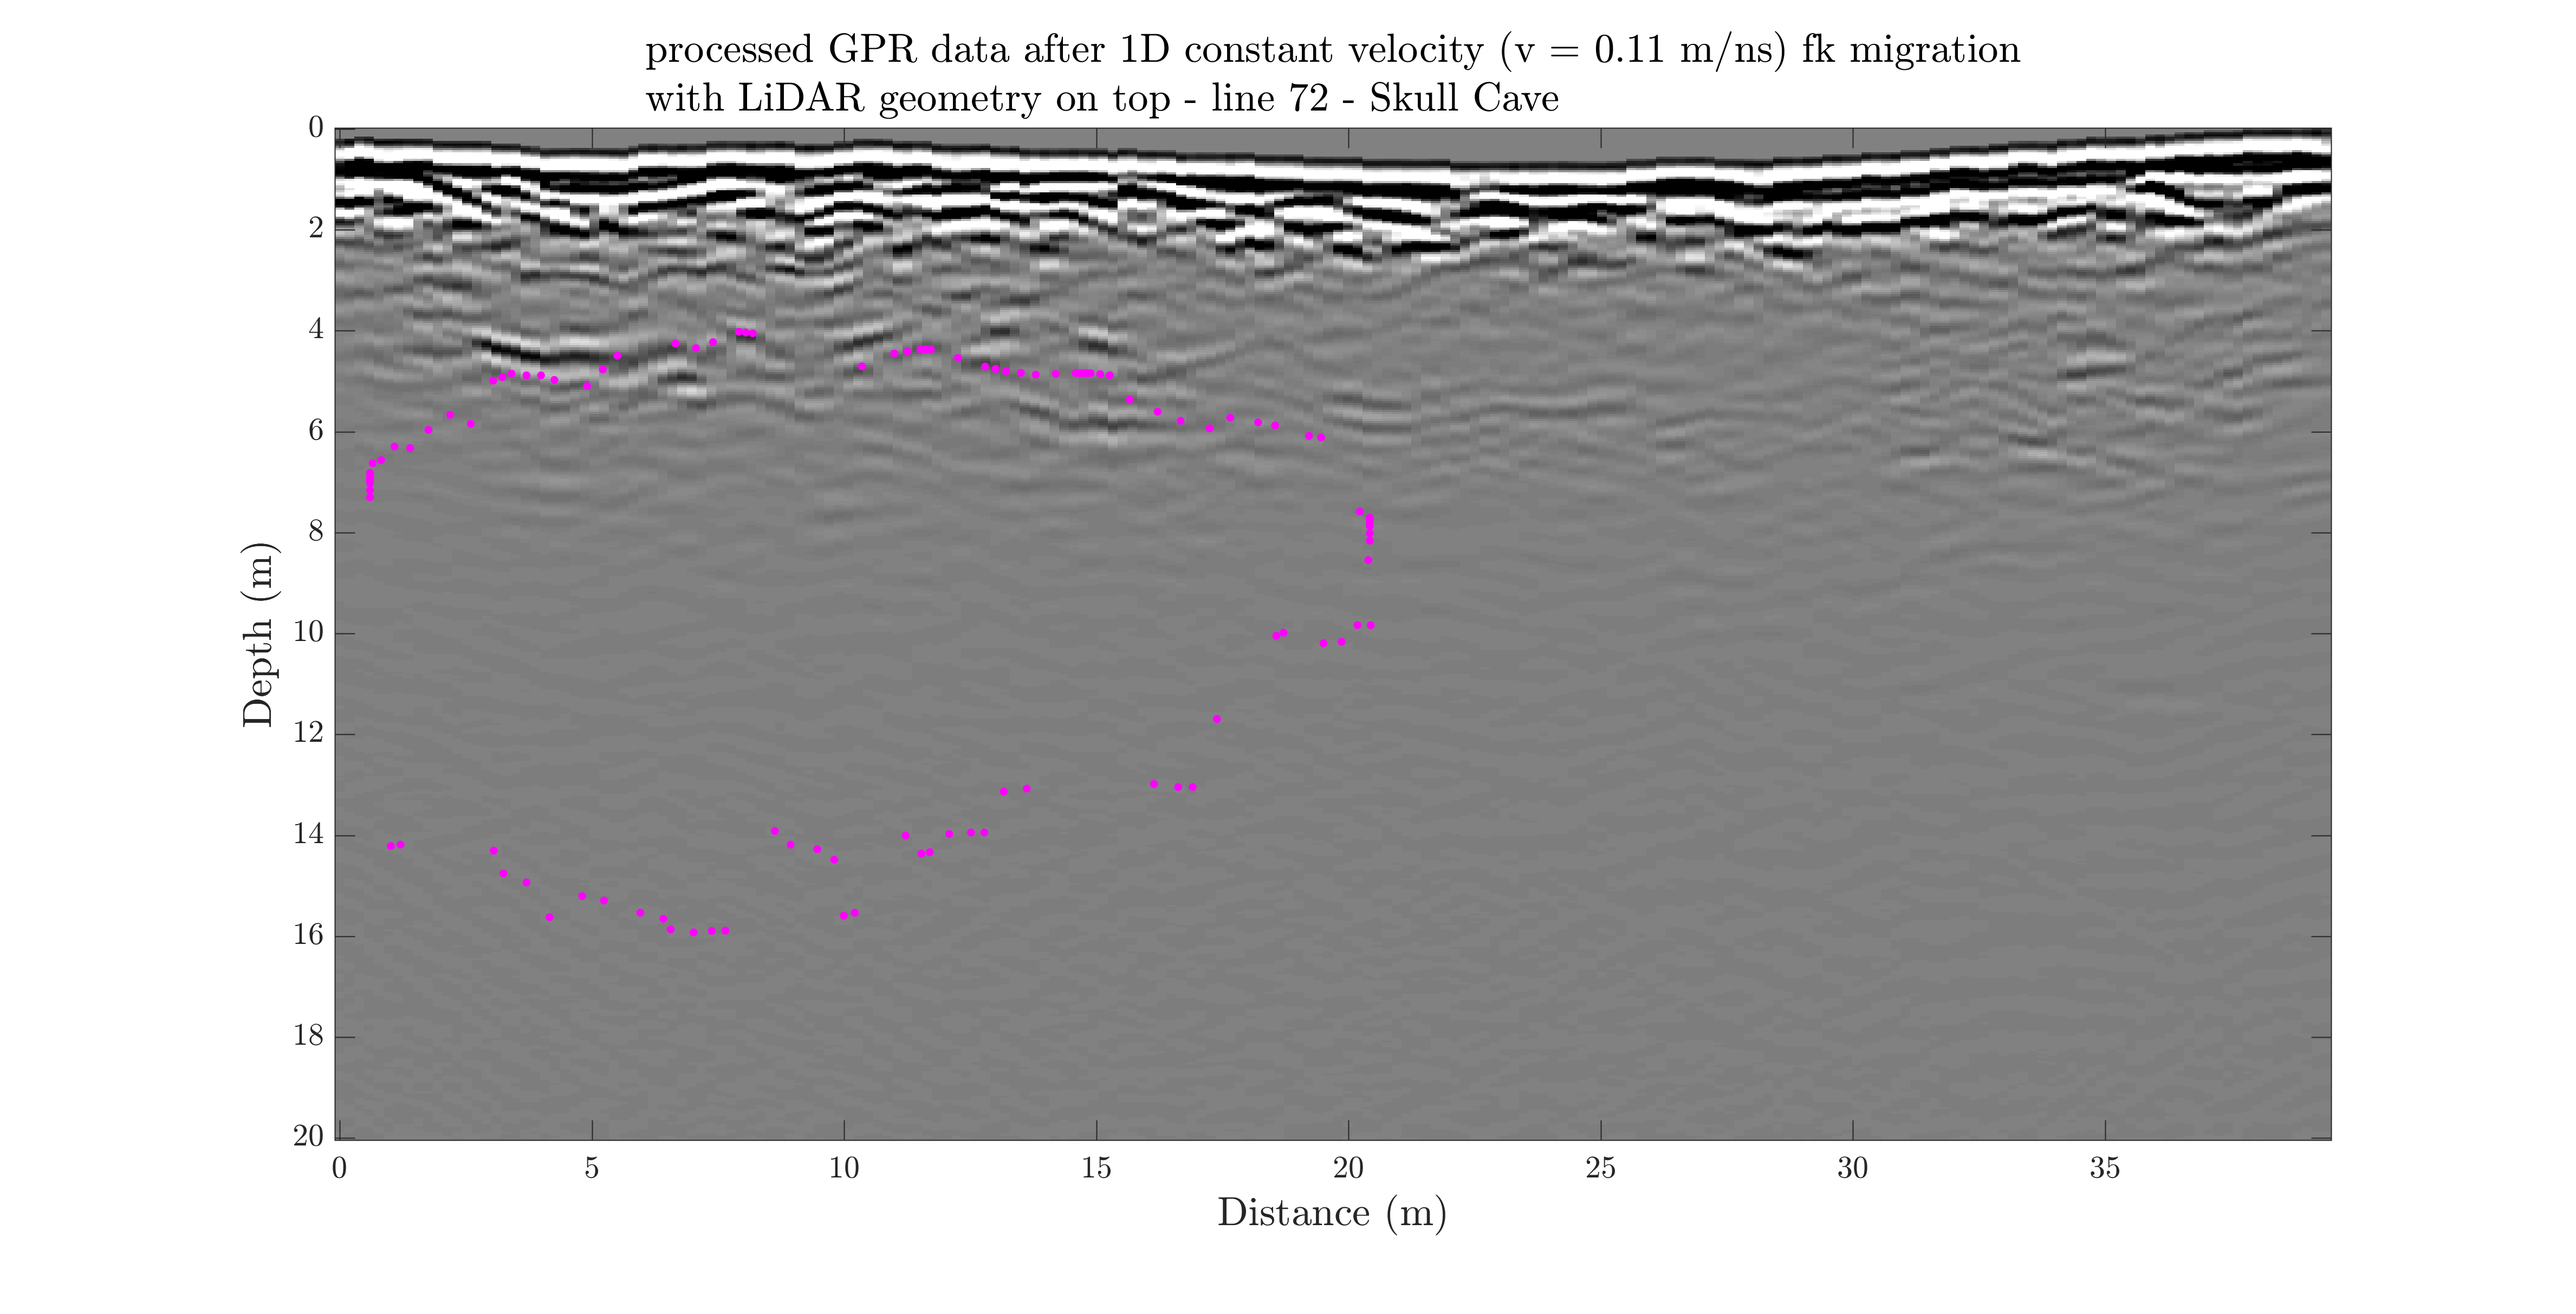 processed GPR data after 1D constant velocity (v = 0.11 m/ns) fk migration
with LiDAR geometry on top - line 72 - Skull Cave
0
2
4
6
8
10
12
14
16
18
20
Depth (m)
0 5 10 15 20 25 30 35
Distance (m)